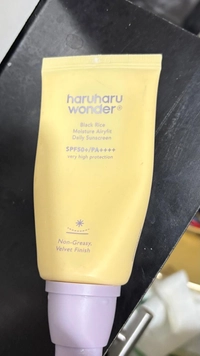 haruharu
wonder®
Black Rice
Moisture Airyfit
Daily Sunscreen
SPF50+/PA++++
very high protection
Non-Greasy
Velvet Finish